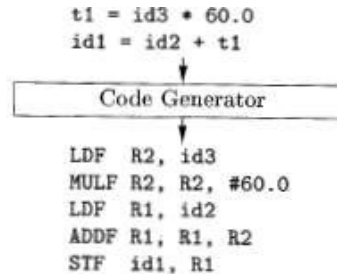 t1 = id3 * 60.0
id1 = id2 + t1
Code Generator
LDF R2, id3
MULF R2, R2, #60.0
LDF R1, id2
ADDF R1, R1, R2
STF id1, R1